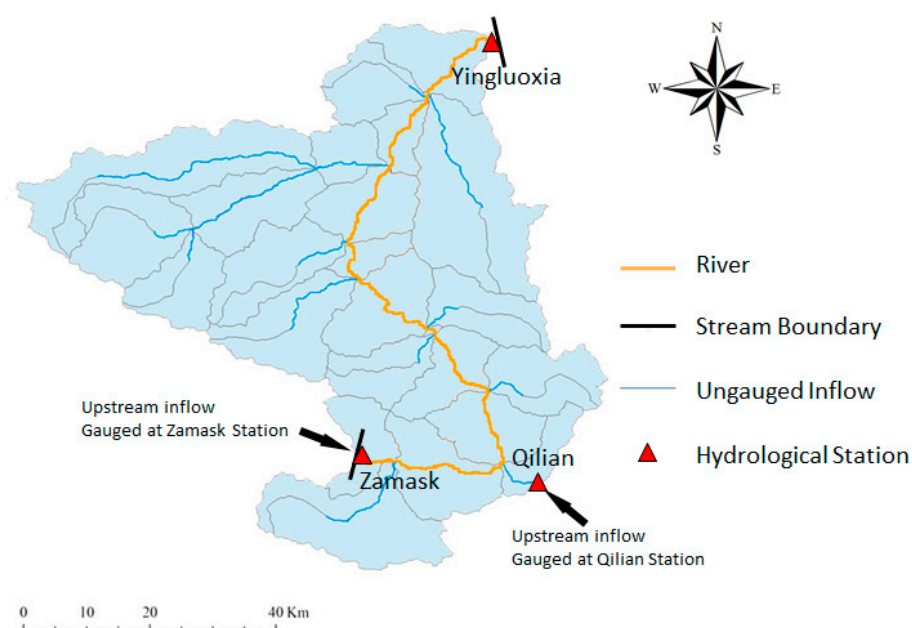 Yingluoxia
N
W
E
S
River
Stream Boundary
Ungauged Inflow
Hydrological Station
Upstream inflow
Gauged at Zamask Station
Zamask
Qilian
Upstream inflow
Gauged at Qilian Station
0 10 20 40 Km